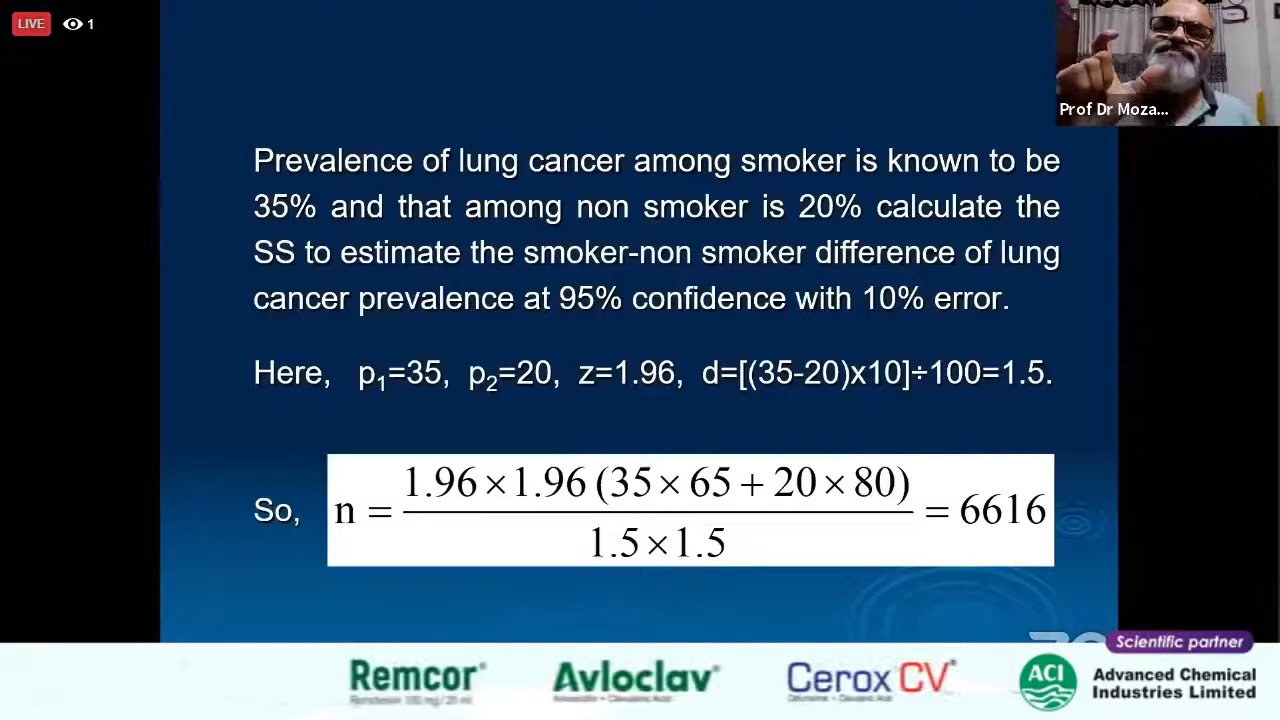 LIVE 1
Prof Dr Moza...
Prevalence of lung cancer among smoker is known to be
35% and that among non smoker is 20% calculate the
SS to estimate the smoker-non smoker difference of lung
cancer prevalence at 95% confidence with 10% error.
Here, p₁=35, p₂=20, z=1.96, d=[(35-20)x10]÷100=1.5.
1.96×1.96 (35×65+20×80)
So, n = = 6616
1.5×1.5
Scientific partner
Remcor
Avloclav
Cerox CV
ACI
Advanced Chemical
Industries Limited